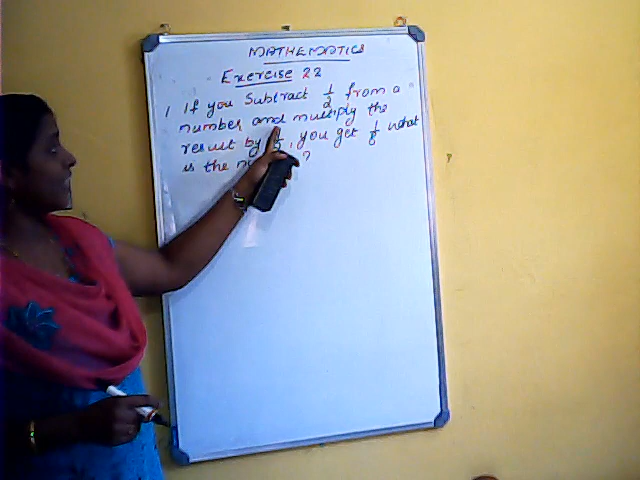 MATHEMATICS
Exercise 22
1 If you Subtract 1/2 from a
number and multiply the
result by , you get 1/8 what
is the ?